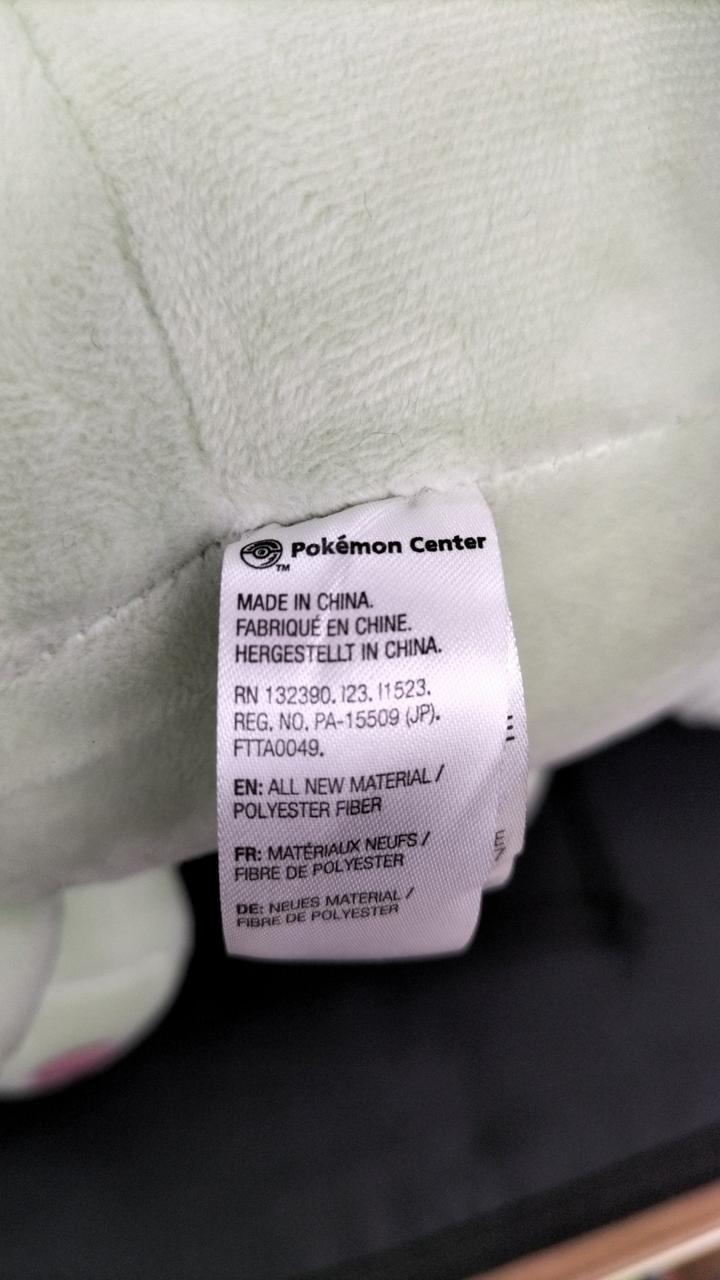 Pokémon Center
TM
MADE IN CHINA.
FABRIQUÉ EN CHINE.
HERGESTELLT IN CHINA.
RN 132390. I23. I1523.
REG. NO. PA-15509 (JP).
FTTA0049.
EN: ALL NEW MATERIAL /
POLYESTER FIBER
FR: MATÉRIAUX NEUFS /
FIBRE DE POLYESTER
DE: NEUES MATERIAL /
FIBRE DE POLYESTER